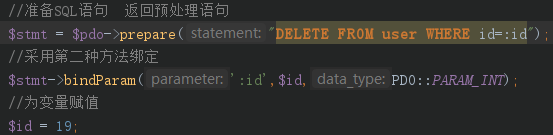 //准备SQL语句  返回预处理语句
$stmt = $pdo->prepare( statement: "DELETE FROM user WHERE id=:id");
//采用第二种方法绑定
$stmt->bindParam( parameter: ':id',$id, data_type: PDO::PARAM_INT);
//为变量赋值
$id = 19;